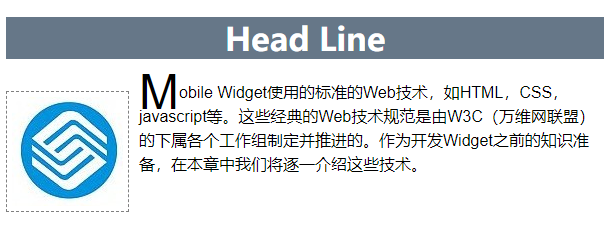 Head Line
Mobile Widget使用的标准的Web技术，如HTML，CSS，
javascript等。这些经典的Web技术规范是由W3C（万维网联盟）
的下属各个工作组制定并推进的。作为开发Widget之前的知识准
备，在本章中我们将逐一介绍这些技术。